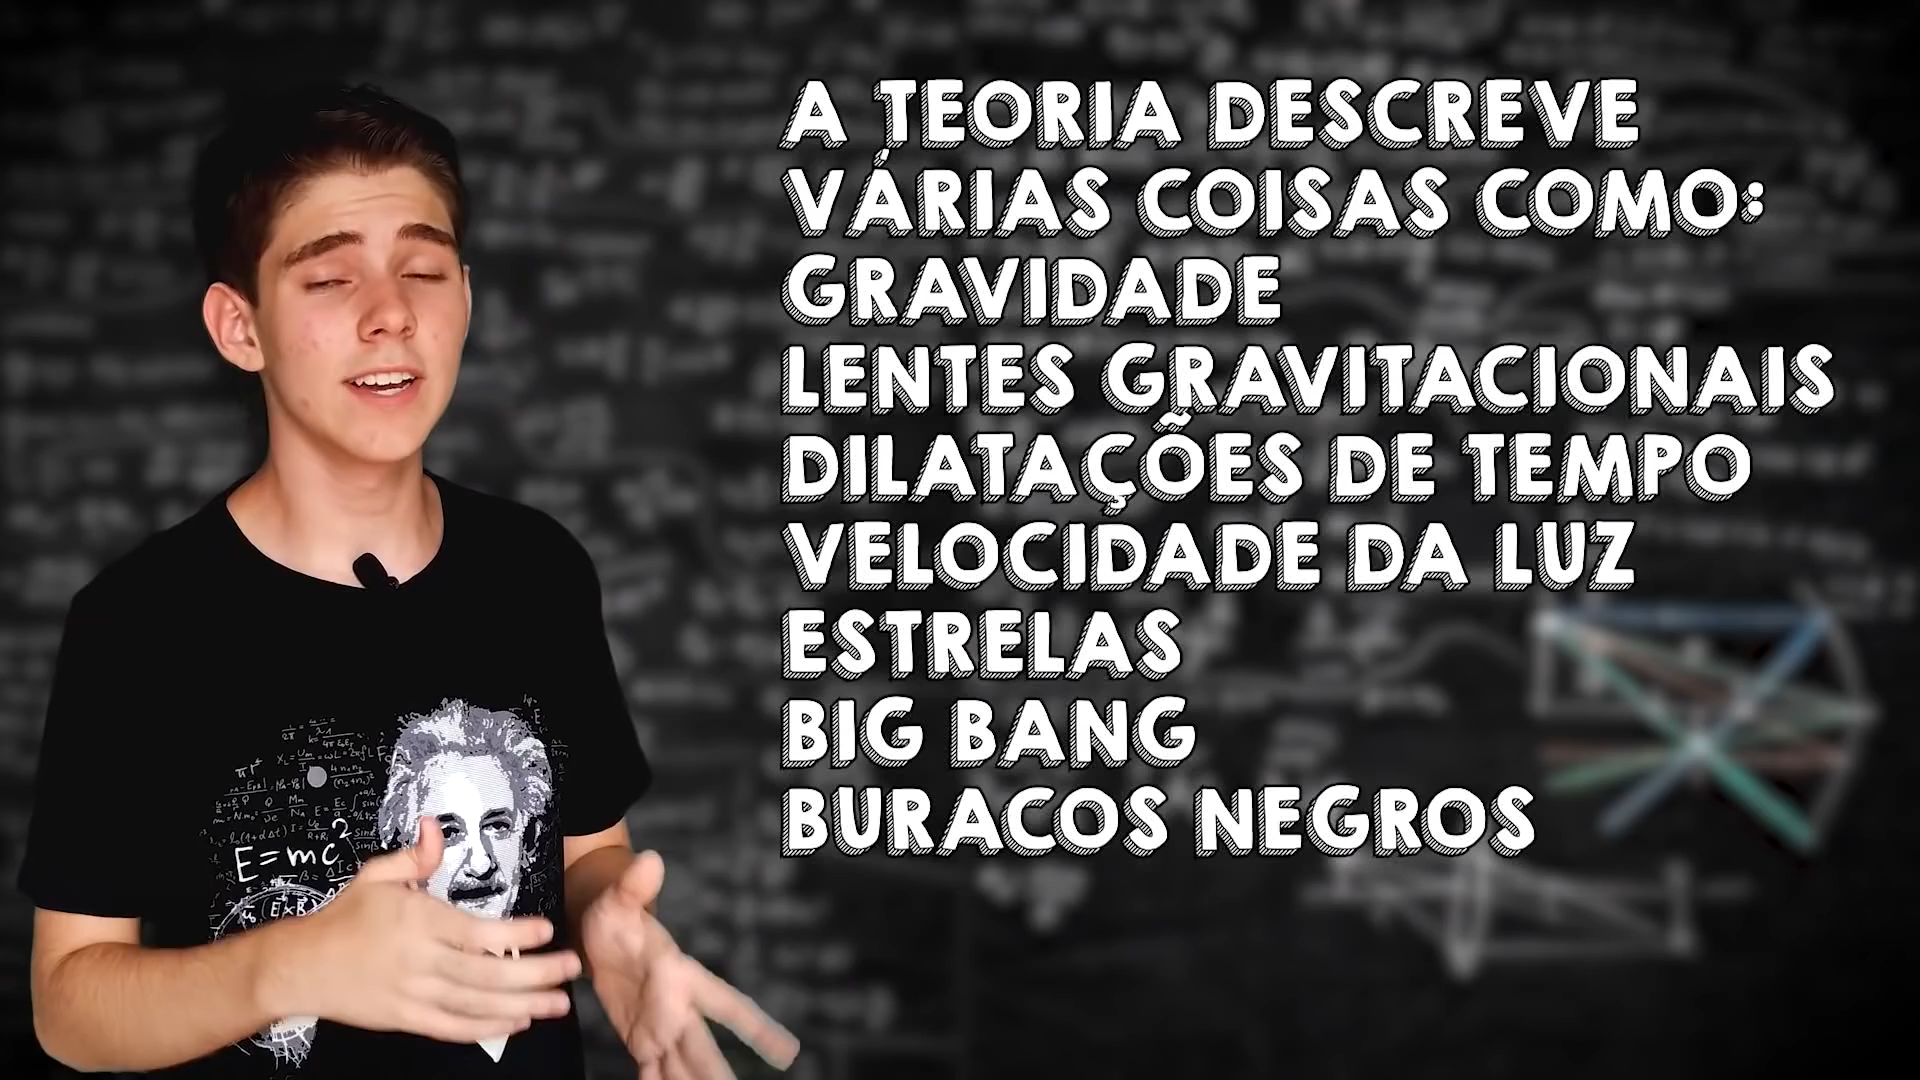 A TEORIA DESCREVE
VÁRIAS COISAS COMO:
GRAVIDADE
LENTES GRAVITACIONAIS
DILATAÇÕES DE TEMPO
VELOCIDADE DA LUZ
ESTRELAS
BIG BANG
BURACOS NEGROS
E=mc²